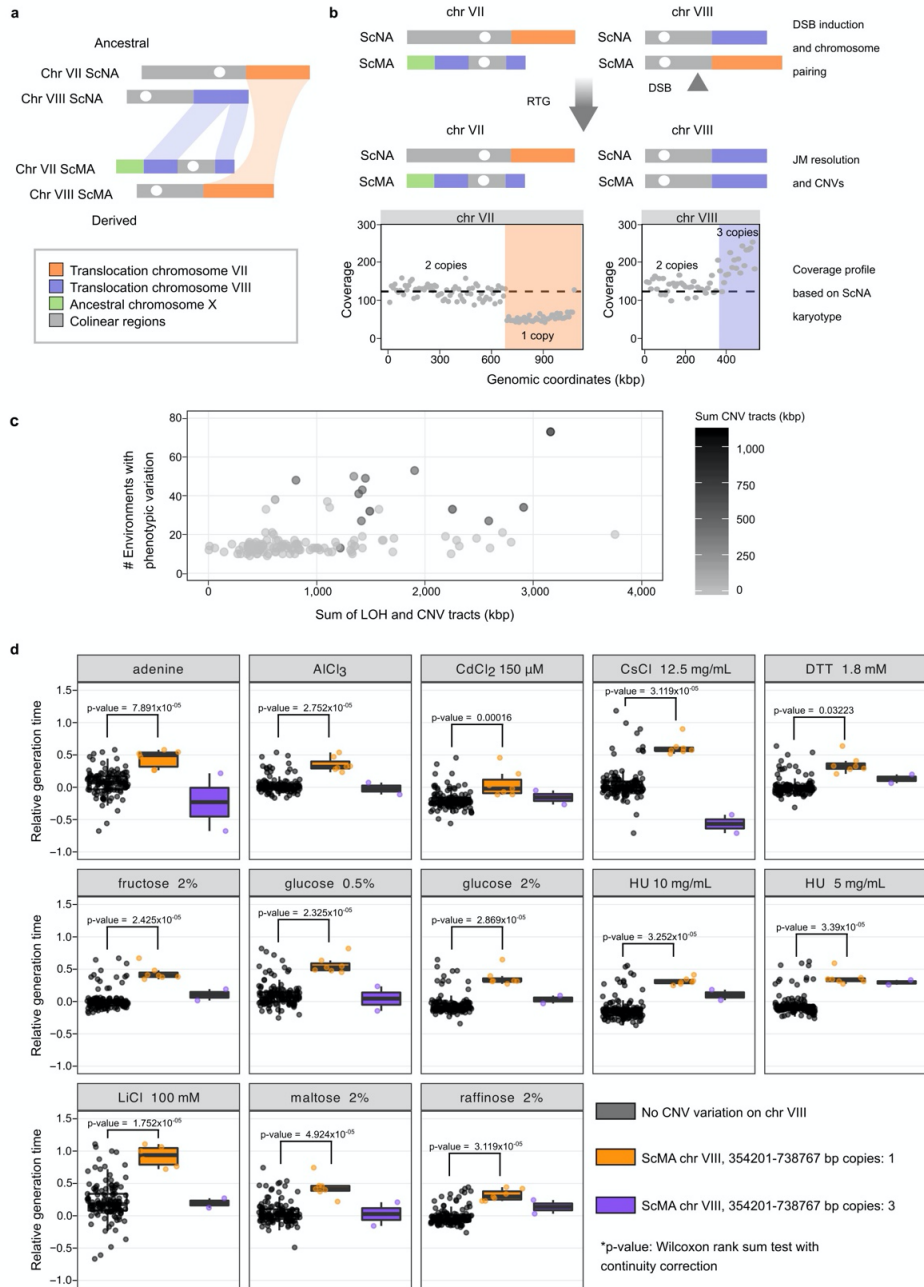 a
Ancestral
Chr VII ScNA
Chr VIII ScNA
Chr VII ScMA
Chr VIII ScMA
Derived
Translocation chromosome VII
Translocation chromosome VIII
Ancestral chromosome X
Colinear regions
b
chr VII
chr VIII
ScNA
ScMA
ScNA
ScMA
DSB induction
and chromosome
pairing
RTG
DSB
chr VII
chr VIII
ScNA
ScMA
ScNA
ScMA
JM resolution
and CNVs
chr VII
300
200
100
0
Coverage
2 copies
1 copy
0 300 600 900
chr VIII
300
200
100
0
Coverage
2 copies
3 copies
0 200 400
Genomic coordinates (kbp)
Coverage profile
based on ScNA
karyotype
c
# Environments with
phenotypic variation
80
60
40
20
0
0 1,000 2,000 3,000 4,000
Sum of LOH and CNV tracts (kbp)
Sum CNV tracts (kbp)
1,000
750
500
250
0
d
adenine
AlCl3
CdCl2 150 µM
CsCl 12.5 mg/mL
DTT 1.8 mM
Relative generation time
1.5
1.0
0.5
0.0
−0.5
−1.0
p-value = 7.891x10-05
p-value = 2.752x10-05
p-value = 0.00016
p-value = 3.119x10-05
p-value = 0.03223
fructose 2%
glucose 0.5%
glucose 2%
HU 10 mg/mL
HU 5 mg/mL
Relative generation time
1.5
1.0
0.5
0.0
−0.5
−1.0
p-value = 2.425x10-05
p-value = 2.325x10-05
p-value = 2.869x10-05
p-value = 3.252x10-05
p-value = 3.39x10-05
LiCl 100 mM
maltose 2%
raffinose 2%
Relative generation time
1.5
1.0
0.5
0.0
−0.5
−1.0
p-value = 1.752x10-05
p-value = 4.924x10-05
p-value = 3.119x10-05
No CNV variation on chr VIII
ScMA chr VIII, 354201-738767 bp copies: 1
ScMA chr VIII, 354201-738767 bp copies: 3
*p-value: Wilcoxon rank sum test with
continuity correction